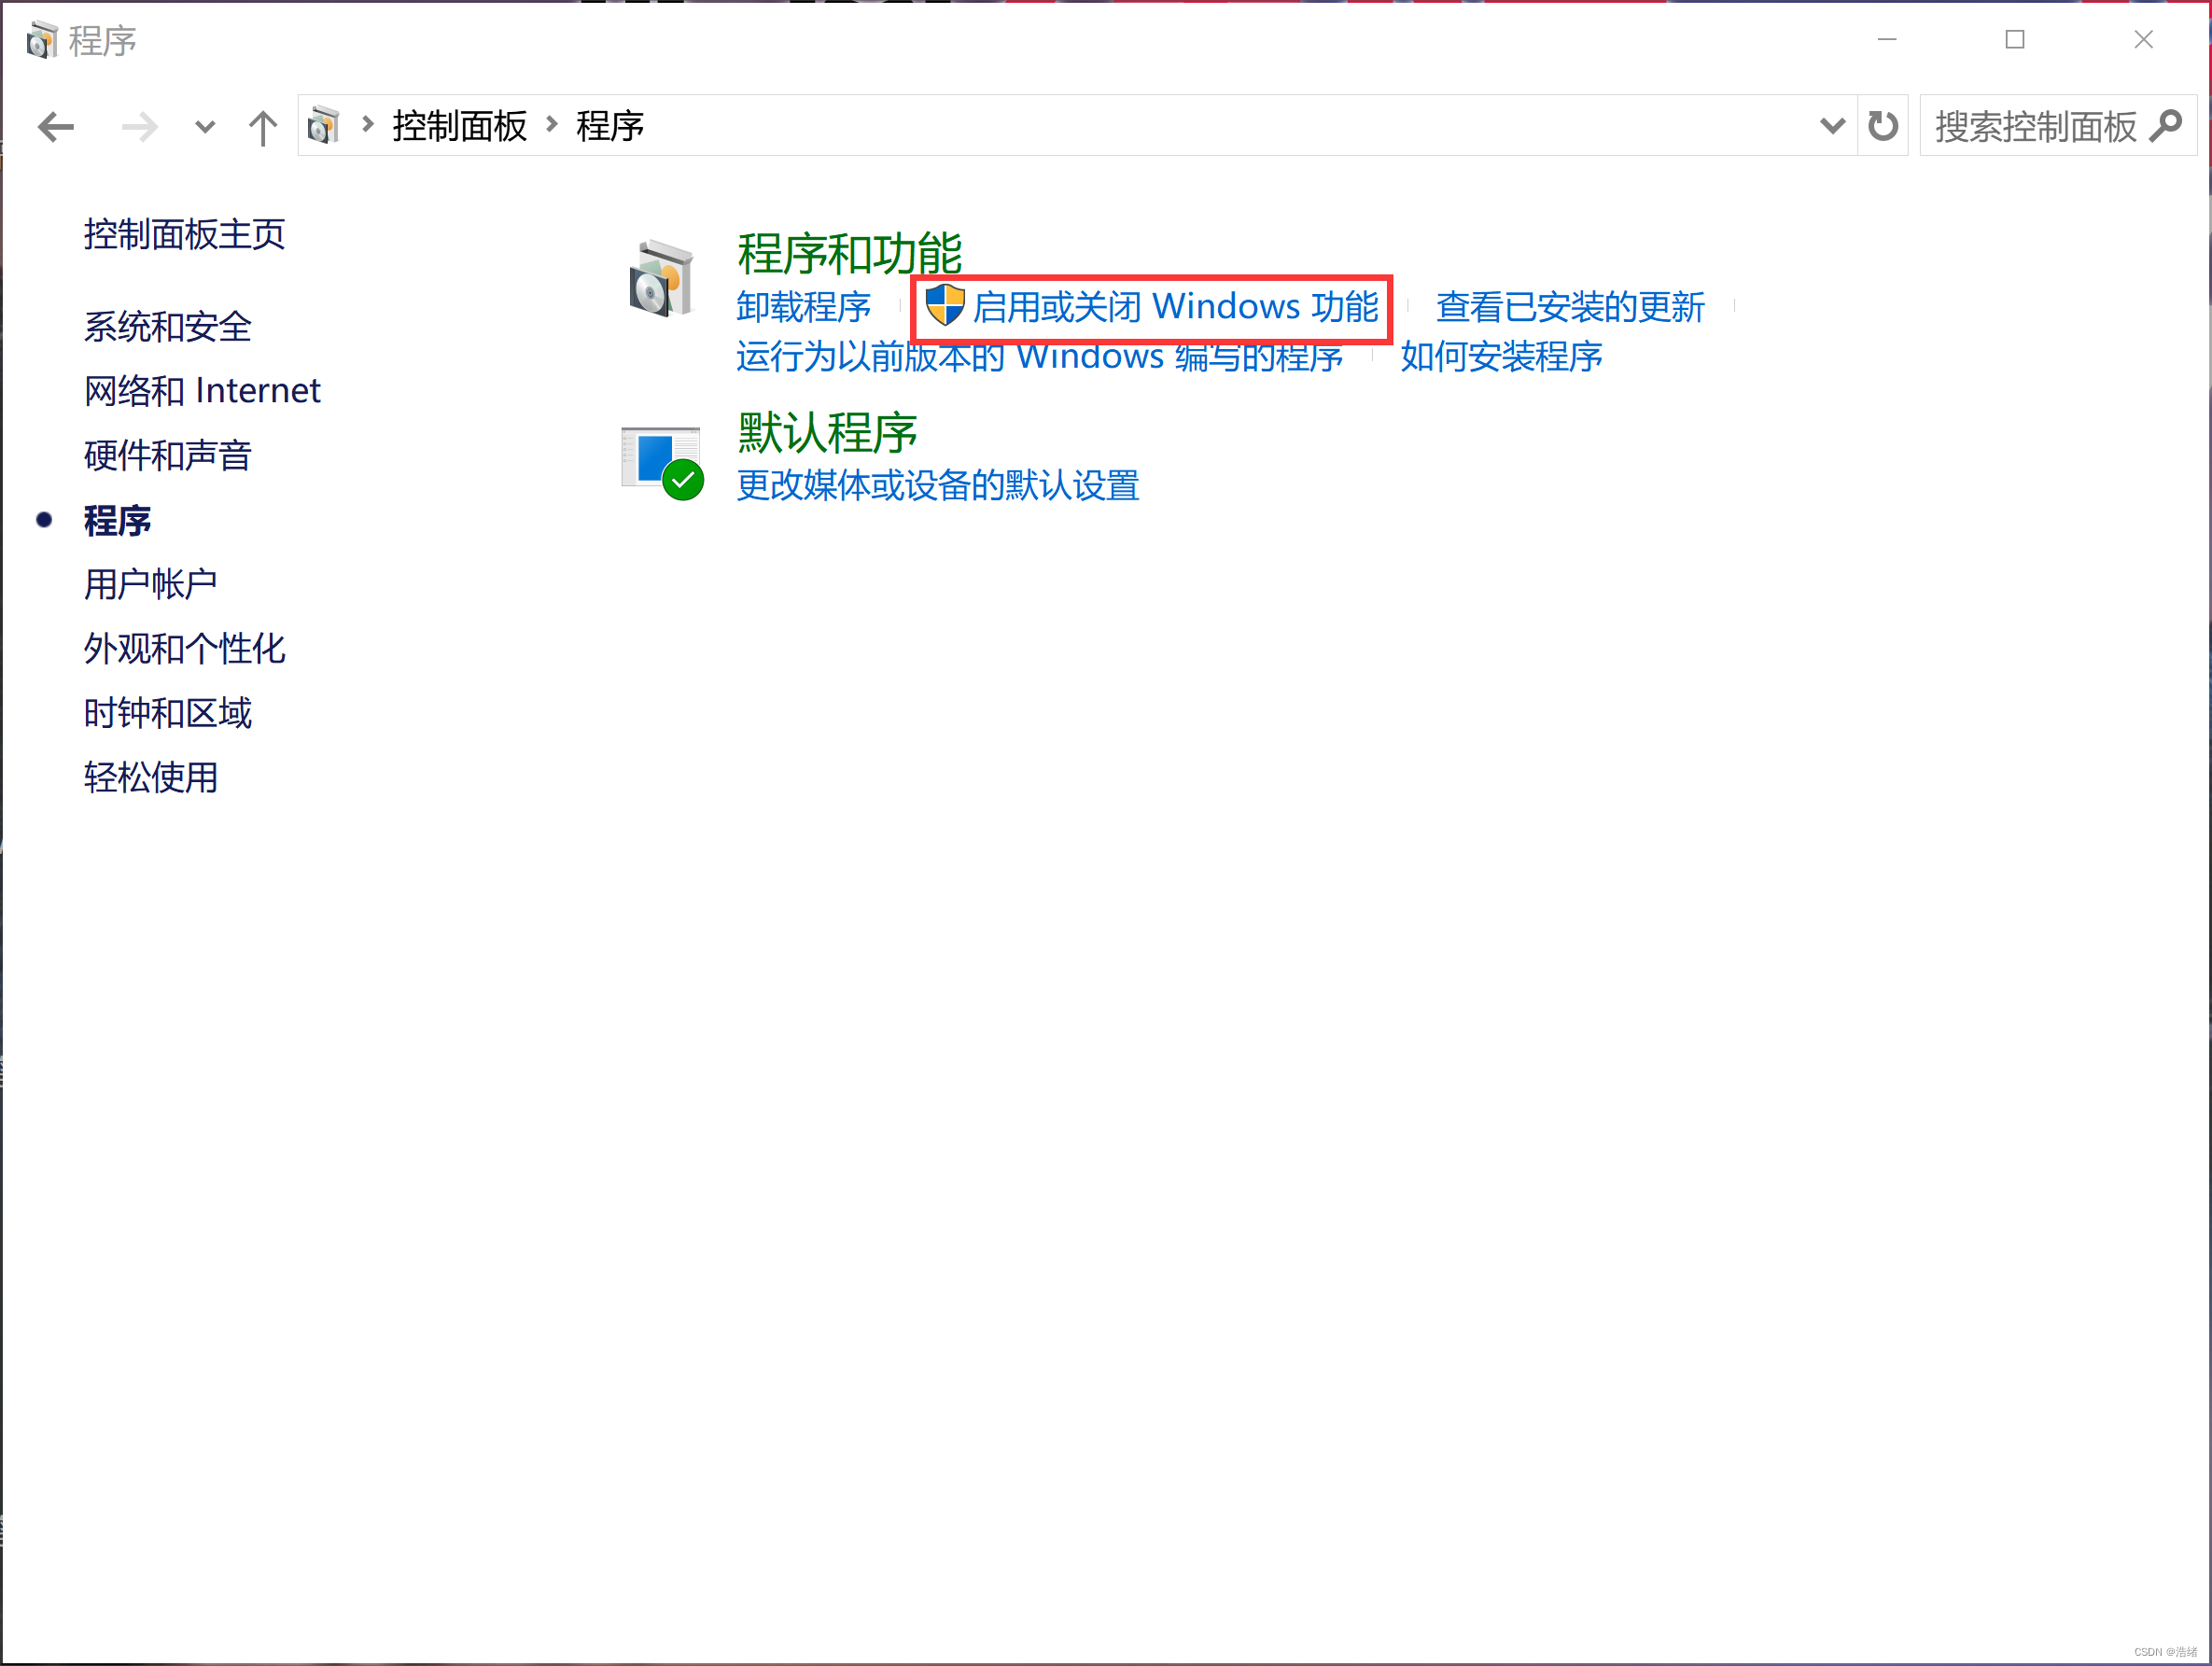 程序
控制面板 程序
搜索控制面板
控制面板主页
系统和安全
网络和 Internet
硬件和声音
程序
用户帐户
外观和个性化
时钟和区域
轻松使用
程序和功能
卸载程序 启用或关闭 Windows 功能 查看已安装的更新
运行为以前版本的 Windows 编写的程序 如何安装程序
默认程序
更改媒体或设备的默认设置
CSDN @浩绪